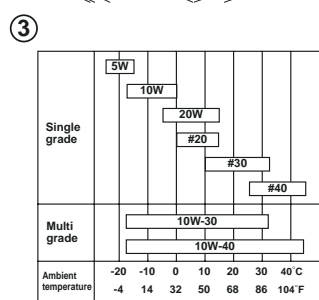 3
5W
10W
20W
Single
grade
#20
#30
#40
Multi
grade
10W-30
10W-40
Ambient
temperature
-20 -10 0 10 20 30 40°C
-4 14 32 50 68 86 104°F